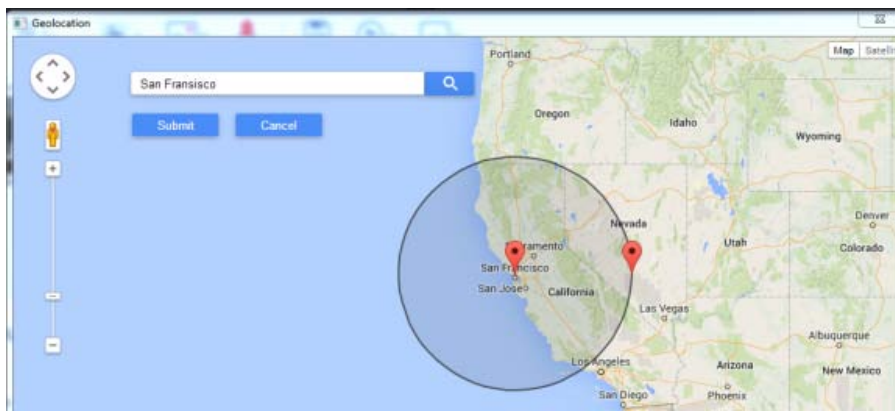 Geolocation
Portland
Map Satelli
San Fransisco
Oregon
Idaho
Submit Cancel
Wyoming
Nevada
Denver
Sacramento
Utah
Colorado
San Francisco
San Jose
California
Las Vegas
Albuquerque
Los Angeles
Arizona
New Mexico
San Diego
Phoenix